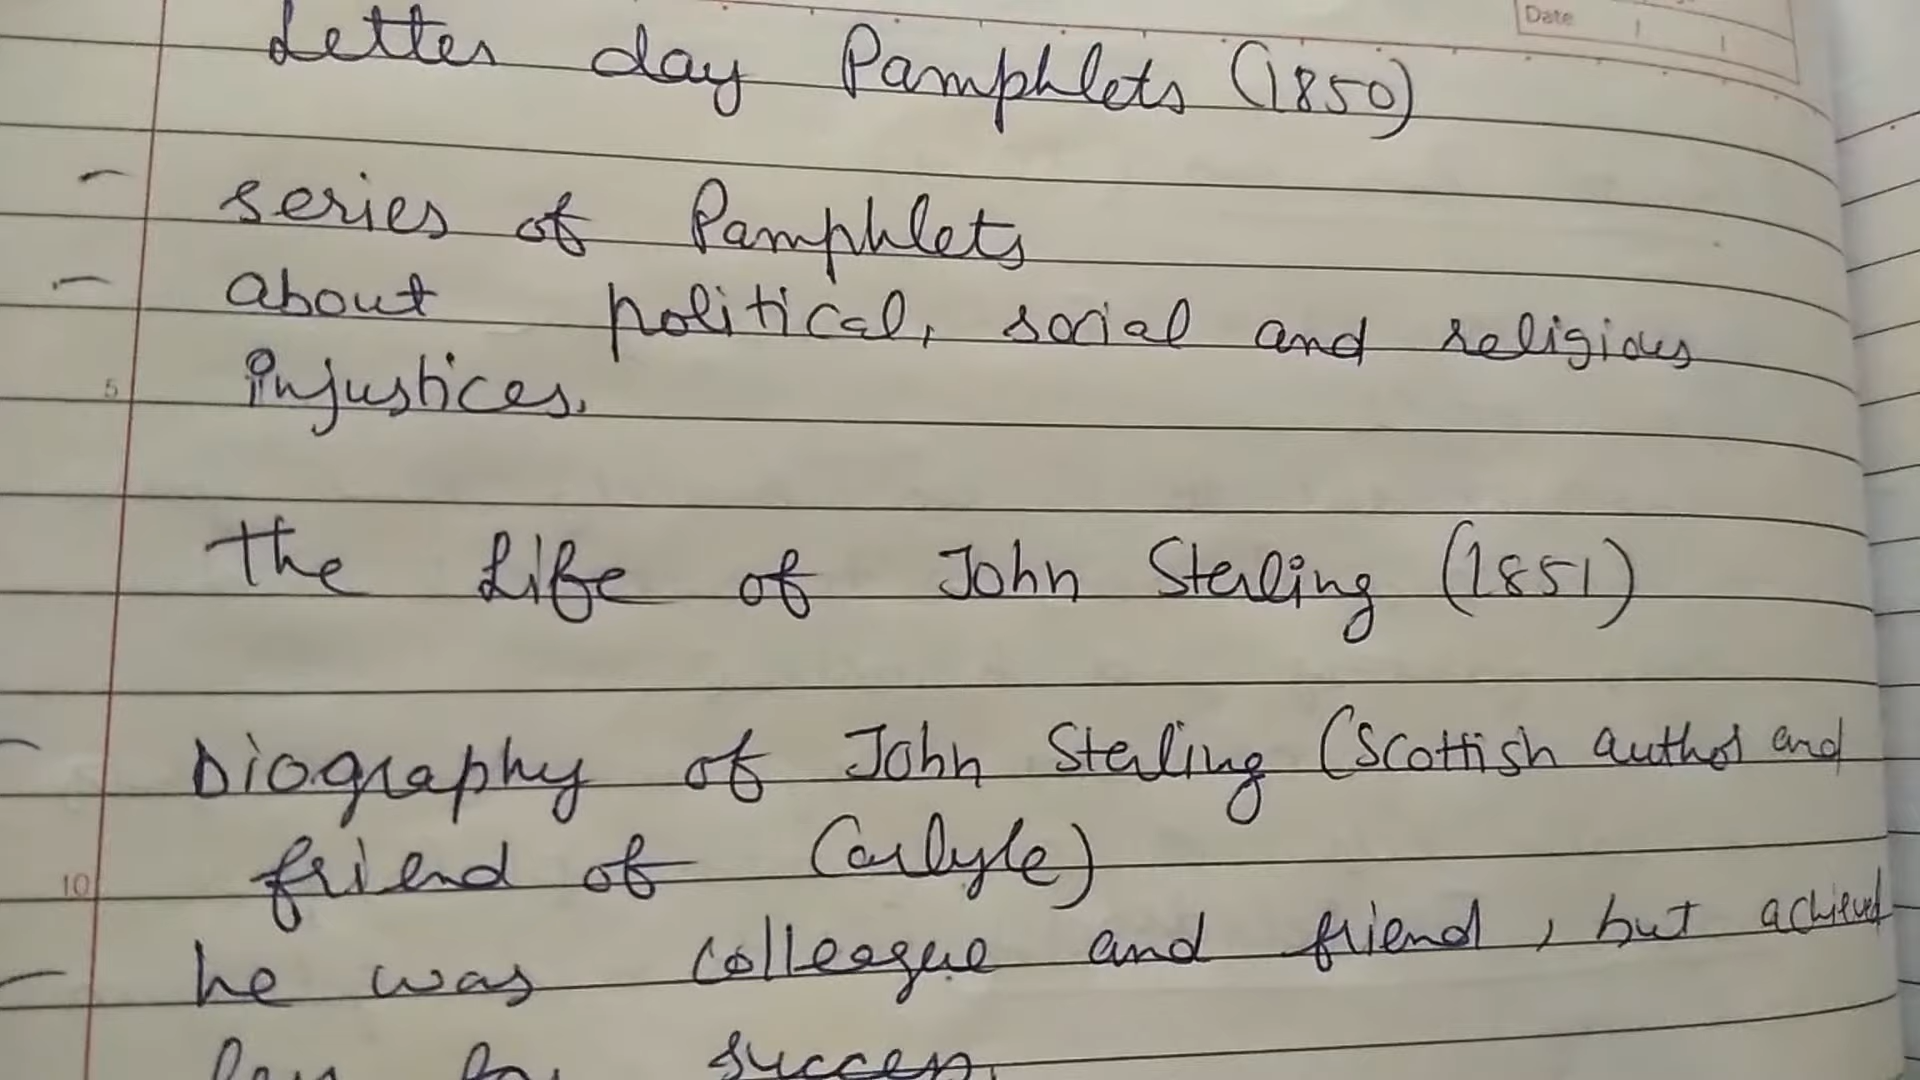 Date
Letter day Pamphlets (1850)
- series of Pamphlets
- about political, social and religious
5 injustices.
The Life of John Sterling (1851)
- biography of John Sterling (Scottish author and
10 friend of Carlyle)
- he was colleague and friend, but achieved
success.